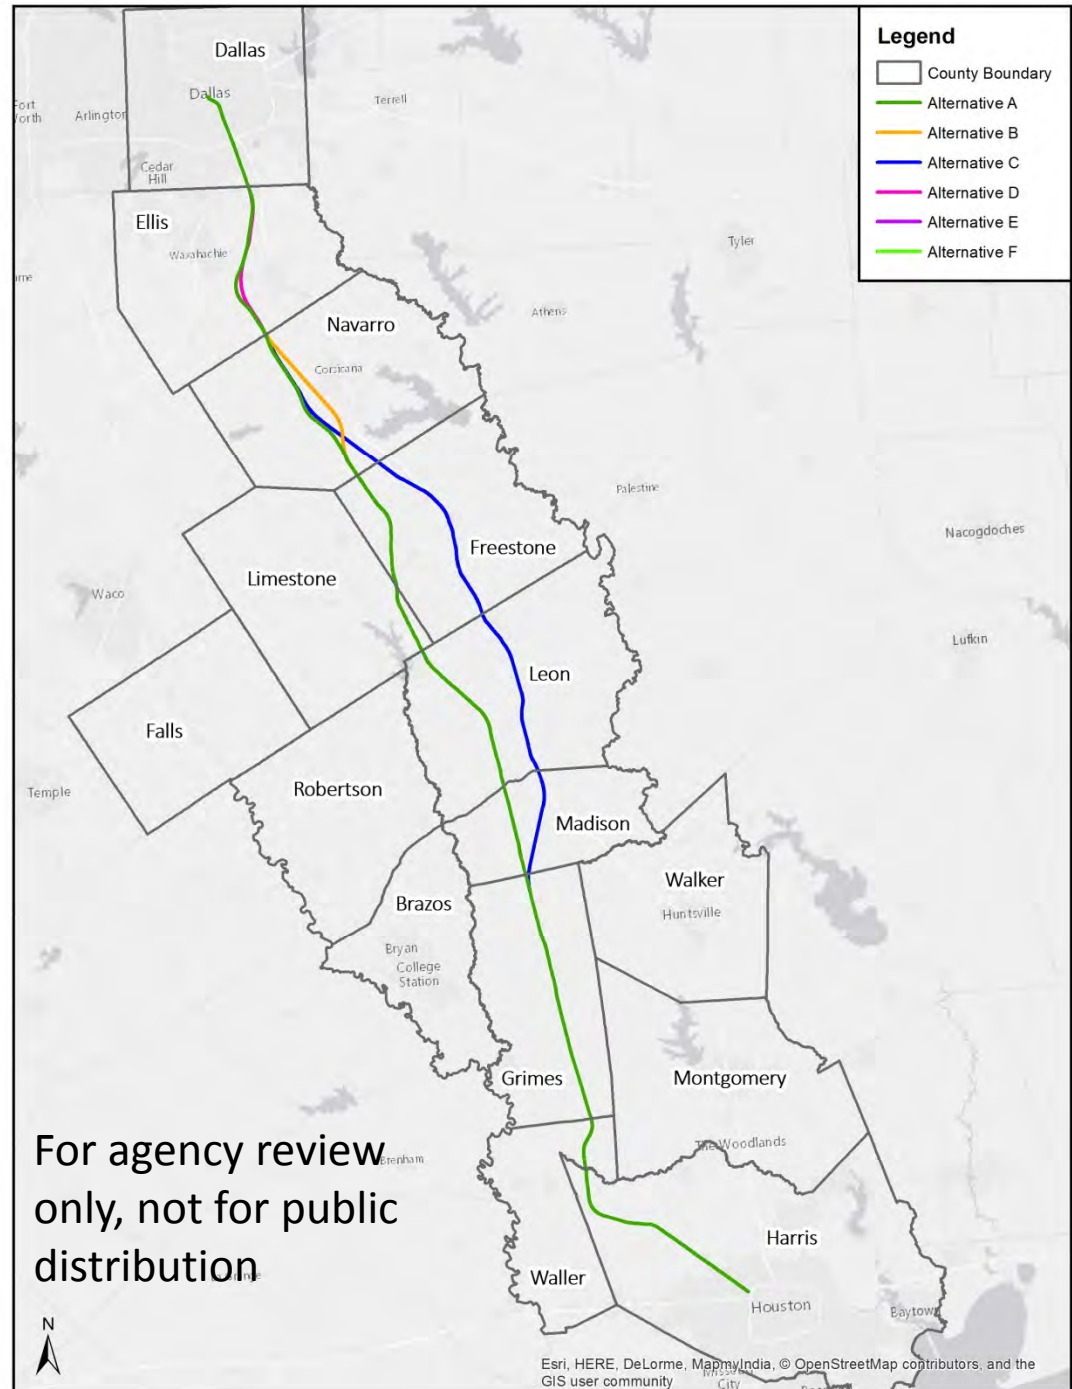 Legend
County Boundary
Alternative A
Alternative B
Alternative C
Alternative D
Alternative E
Alternative F
Dallas
Dallas
Fort
Arlington
Terrell
Cedar
Hill
Ellis
Waxahachie
Tyler
Navarro
Athens
Corsicana
Palestine
Freestone
Nacogdoches
Limestone
Waco
Lufkin
Leon
Falls
Robertson
Temple
Madison
Walker
Brazos
Huntsville
Bryan
College
Station
Grimes
Montgomery
The Woodlands
Brenham
For agency review
only, not for public
distribution
Harris
Waller
Houston
Baytown
N
Esri, HERE, DeLorme, MapmyIndia, © OpenStreetMap contributors, and the
GIS user community
City